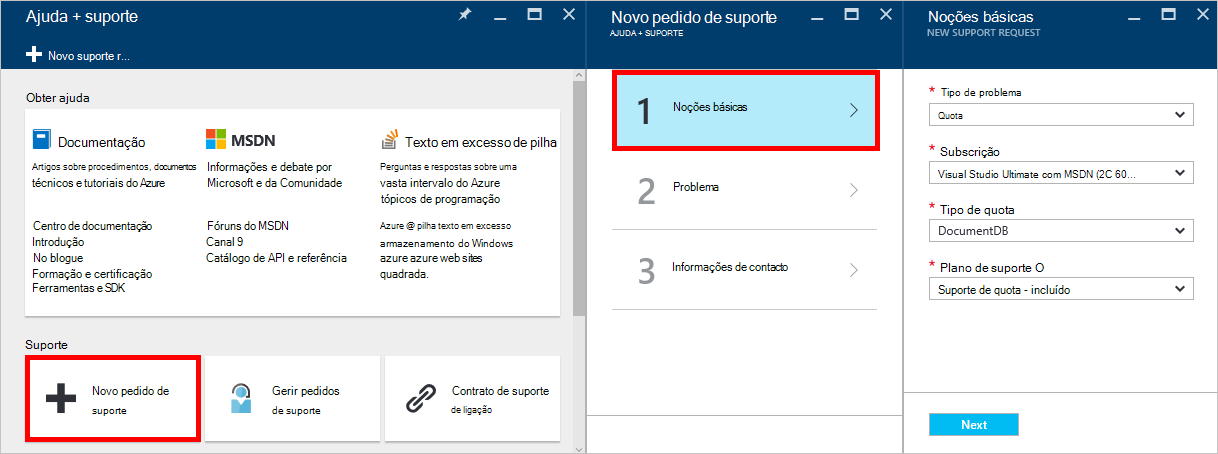 Ajuda + suporte
Novo suporte r...
Obter ajuda
Documentação
Artigos sobre procedimentos, documentos
técnicos e tutoriais do Azure
Centro de documentação
Introdução
No blogue
Formação e certificação
Ferramentas e SDK
MSDN
Informações e debate por
Microsoft e da Comunidade
Fóruns do MSDN
Canal 9
Catálogo de API e referência
Texto em excesso de pilha
Perguntas e respostas sobre uma
vasta intervalo do Azure
tópicos de programação
Azure @ pilha texto em excesso
armazenamento do Windows
azure azure web sites
quadrada.
Suporte
Novo pedido de
suporte
Gerir pedidos
de suporte
Contrato de suporte
de ligação
Novo pedido de suporte
AJUDA + SUPORTE
1 Noções básicas
2 Problema
3 Informações de contacto
Noções básicas
NEW SUPPORT REQUEST
* Tipo de problema
Quota
* Subscrição
Visual Studio Ultimate com MSDN (2C 60...
* Tipo de quota
DocumentDB
* Plano de suporte O
Suporte de quota - incluído
Next